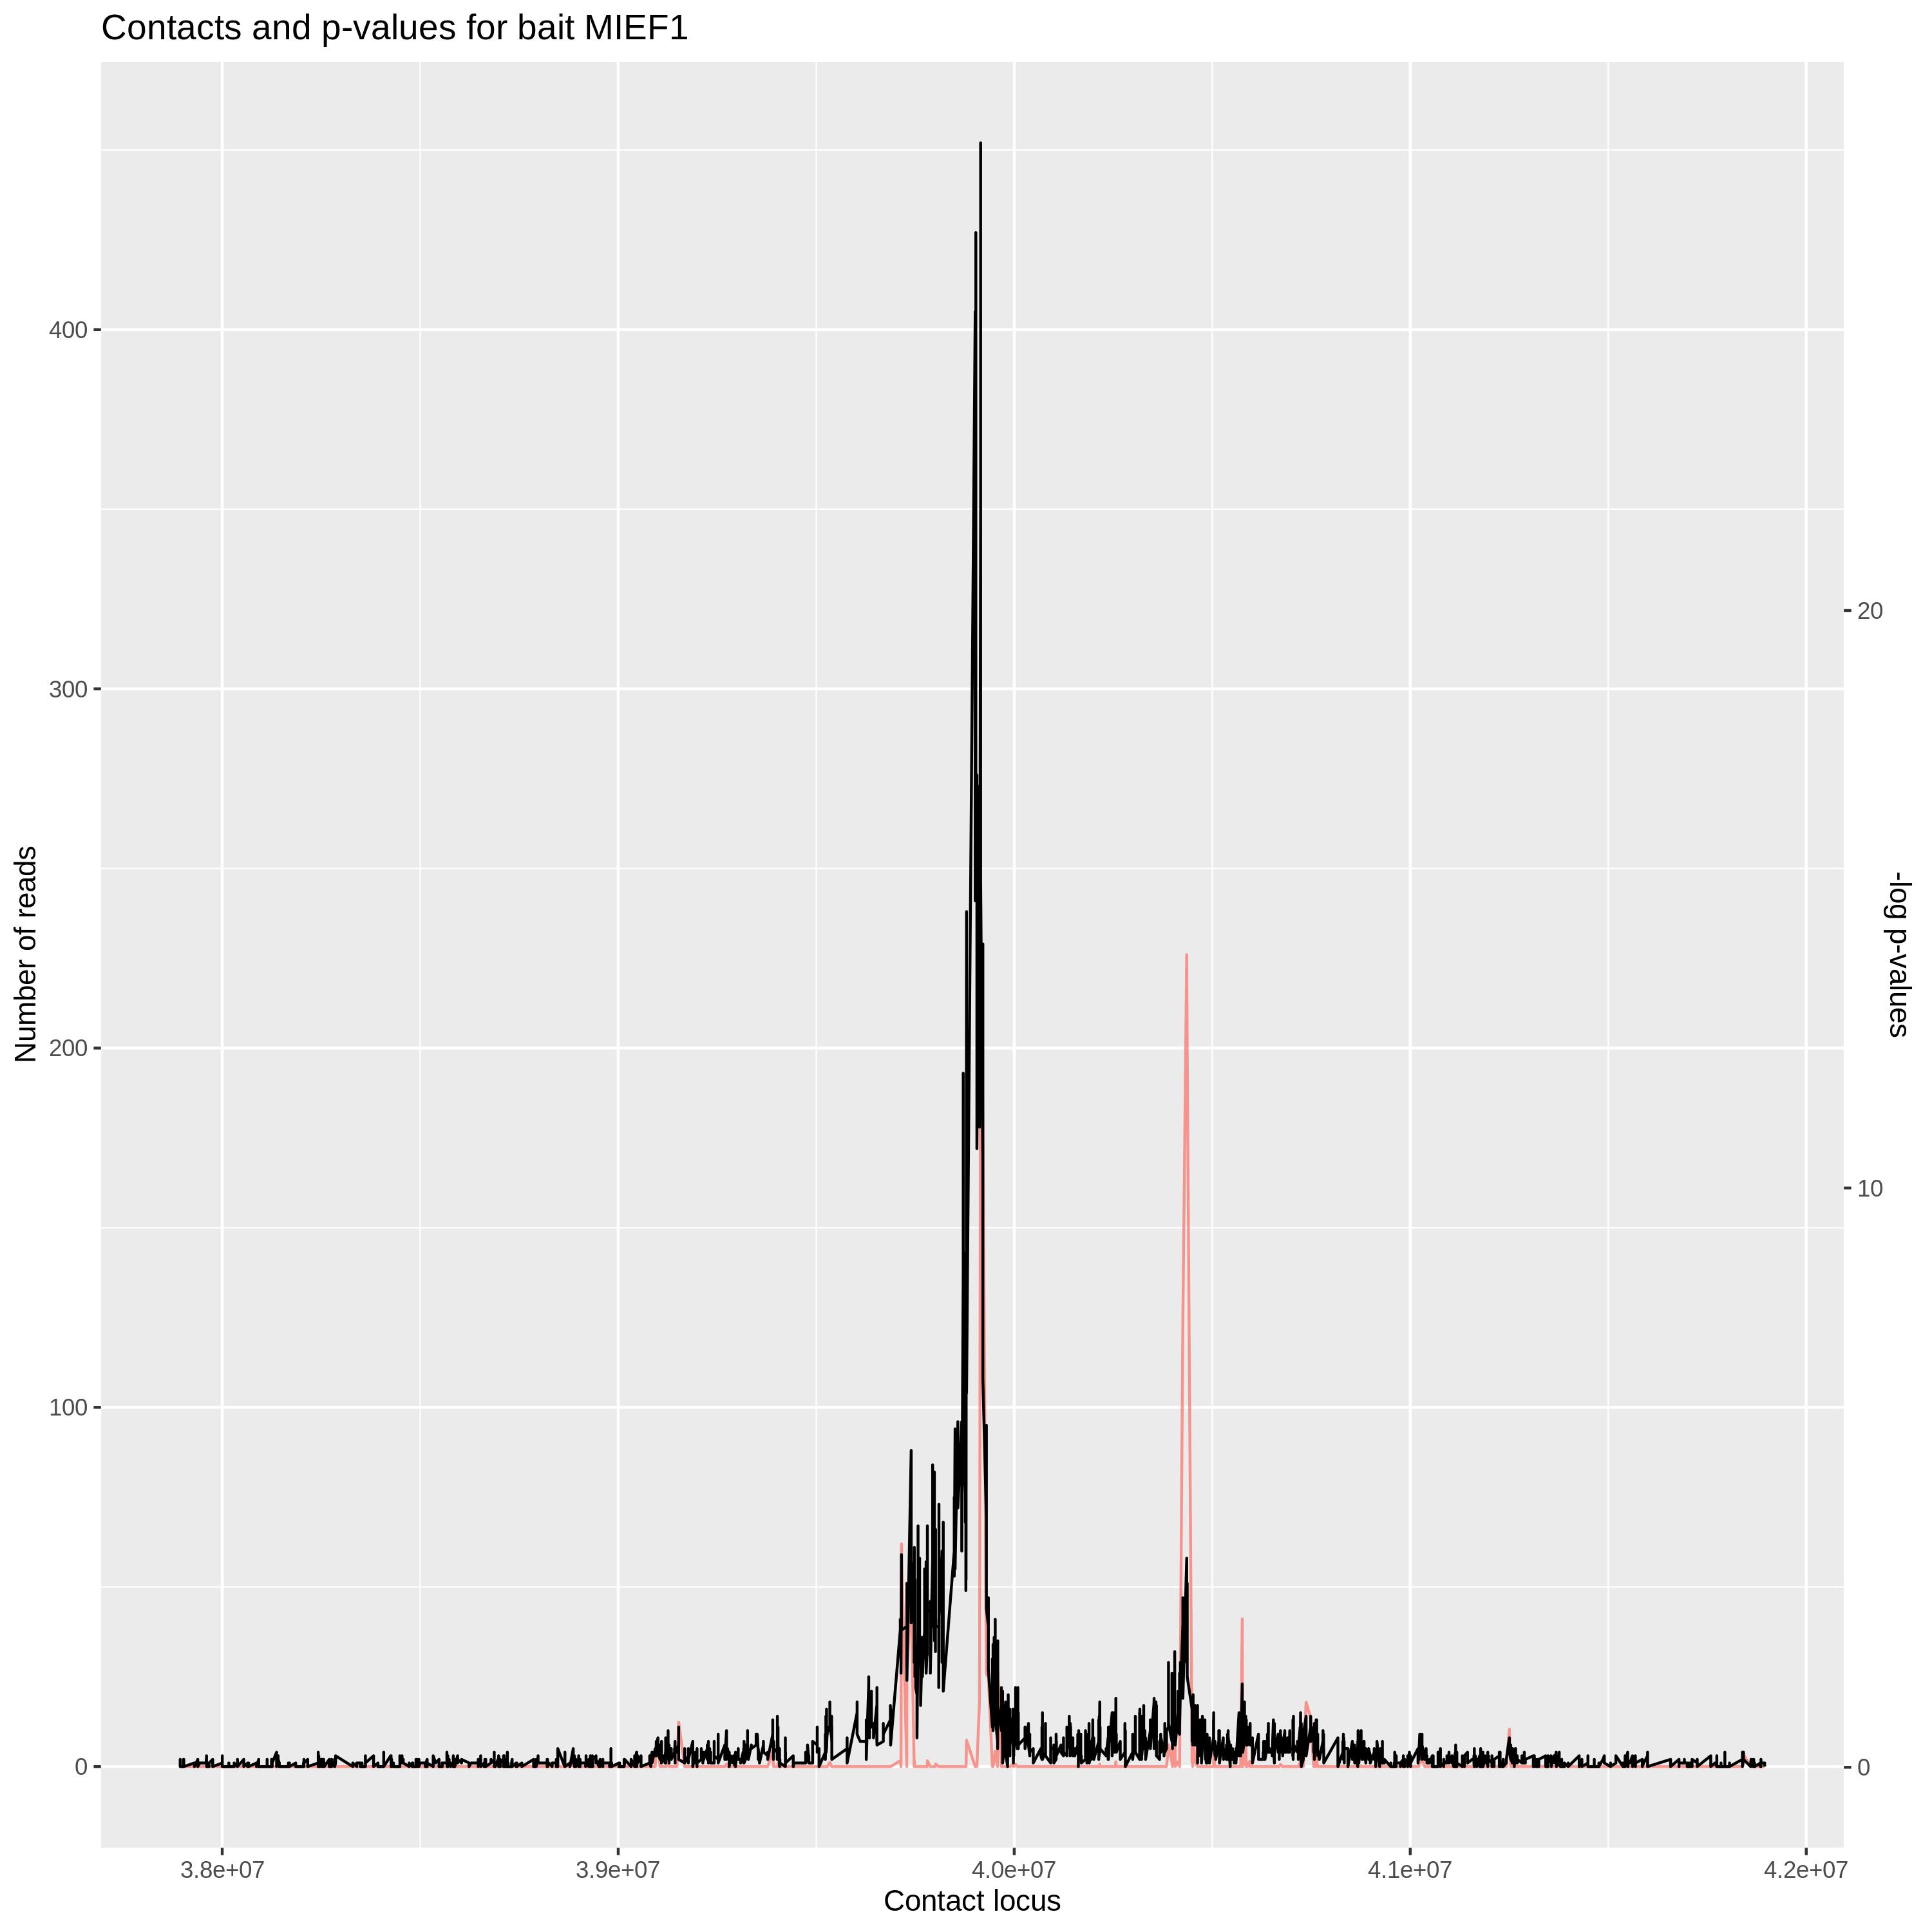 Contacts and p-values for bait MIEF1
400
300
200
100
0
20
10
0
Number of reads
-log p-values
3.8e+07
3.9e+07
4.0e+07
4.1e+07
4.2e+07
Contact locus